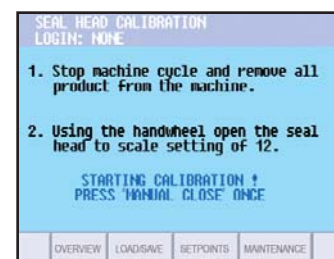 SEAL HEAD CALIBRATION
LOGIN: NONE
1. Stop machine cycle and remove all
product from the machine.
2. Using the handwheel open the seal
head to scale setting of 12.
STARTING CALIBRATION !
PRESS 'MANUAL CLOSE' ONCE
OVERVIEW LOAD/SAVE SETPOINTS MAINTENANCE